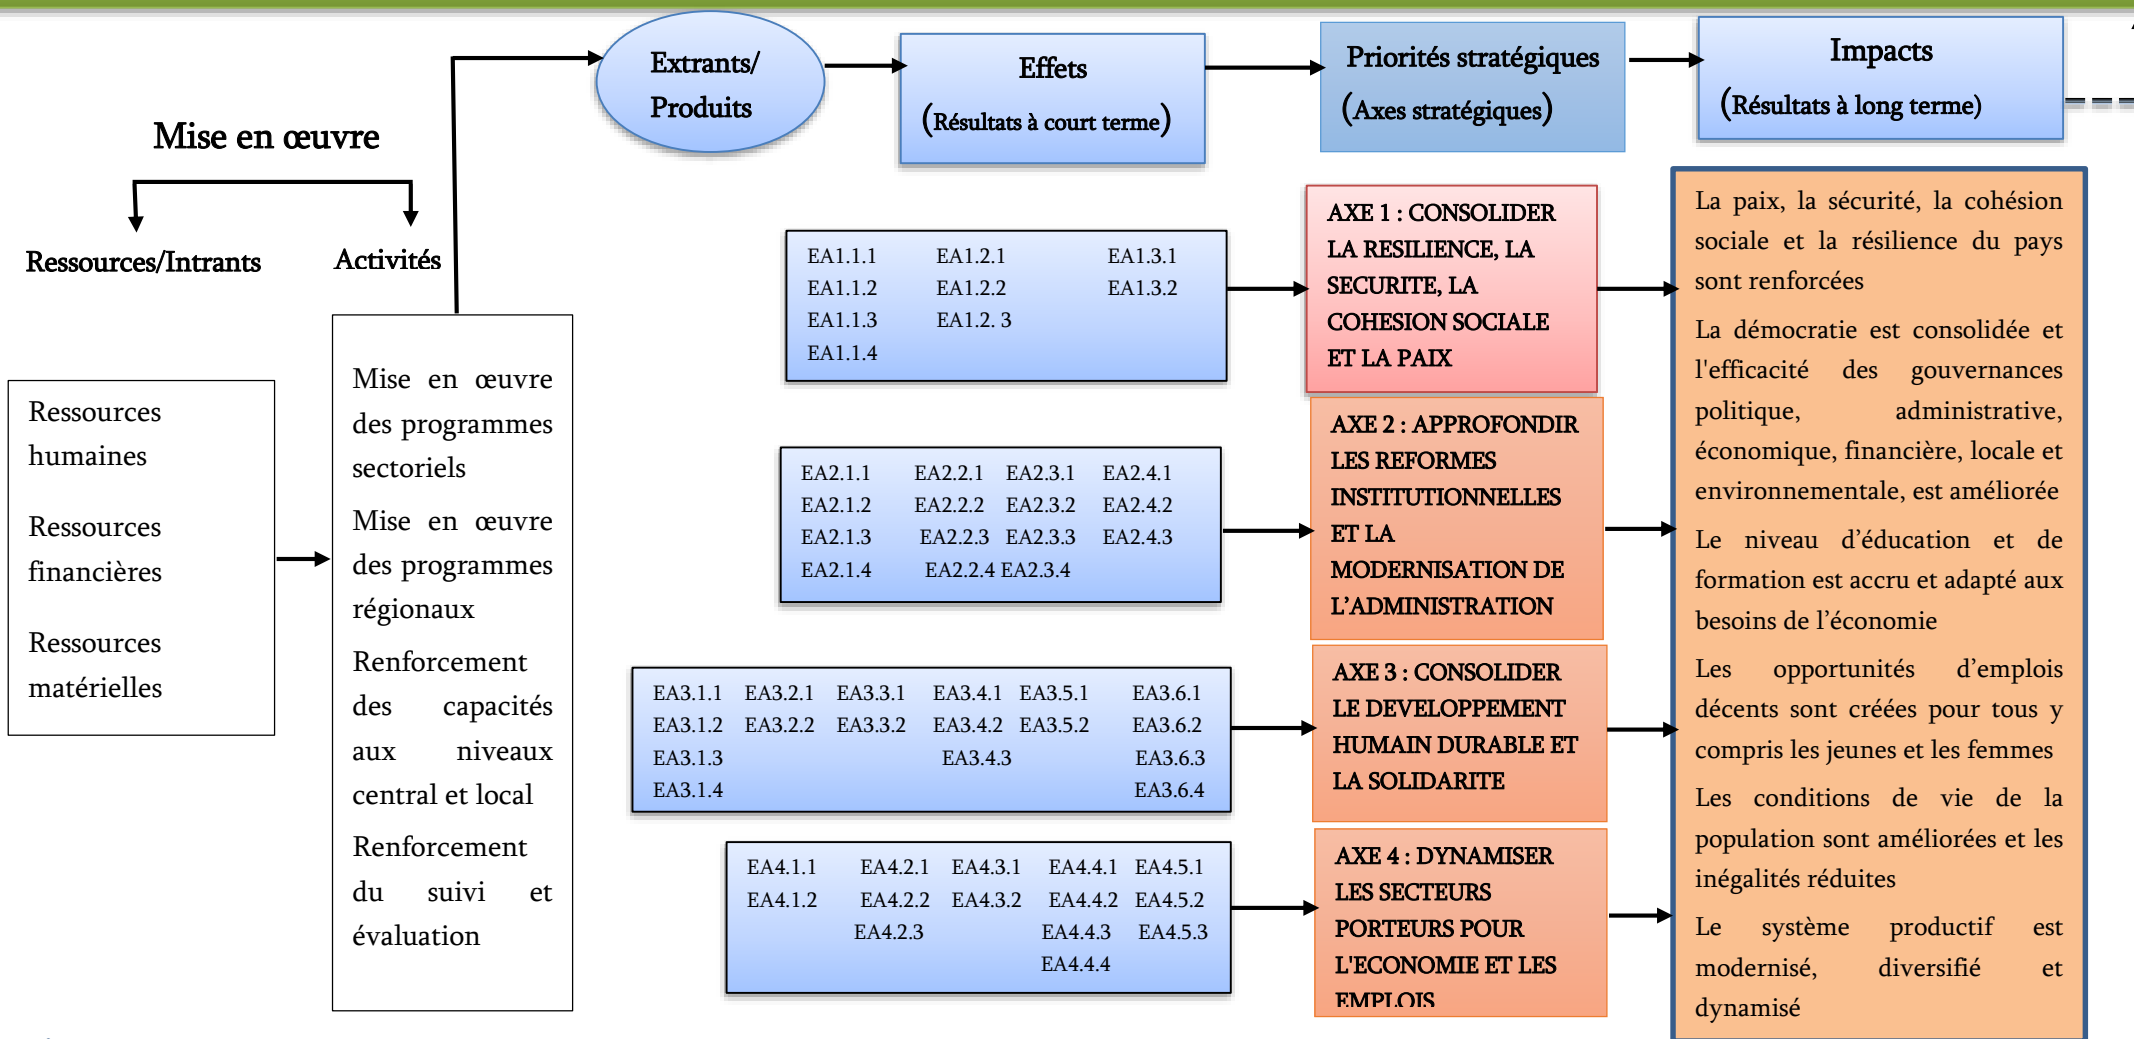 Extrants/
Produits
Effets
(Résultats à court terme)
Priorités stratégiques
(Axes stratégiques)
Impacts
(Résultats à long terme)
Mise en œuvre
Ressources/Intrants
Activités
Ressources
humaines
Ressources
financières
Ressources
matérielles
Mise en œuvre
des programmes
sectoriels
Mise en œuvre
des programmes
régionaux
Renforcement
des capacités
aux niveaux
central et local
Renforcement
du suivi et
évaluation
EA1.1.1 EA1.2.1 EA1.3.1
EA1.1.2 EA1.2.2 EA1.3.2
EA1.1.3 EA1.2. 3
EA1.1.4
EA2.1.1 EA2.2.1 EA2.3.1 EA2.4.1
EA2.1.2 EA2.2.2 EA2.3.2 EA2.4.2
EA2.1.3 EA2.2.3 EA2.3.3 EA2.4.3
EA2.1.4 EA2.2.4 EA2.3.4
EA3.1.1 EA3.2.1 EA3.3.1 EA3.4.1 EA3.5.1 EA3.6.1
EA3.1.2 EA3.2.2 EA3.3.2 EA3.4.2 EA3.5.2 EA3.6.2
EA3.1.3 EA3.4.3 EA3.6.3
EA3.1.4 EA3.6.4
EA4.1.1 EA4.2.1 EA4.3.1 EA4.4.1 EA4.5.1
EA4.1.2 EA4.2.2 EA4.3.2 EA4.4.2 EA4.5.2
EA4.2.3 EA4.4.3 EA4.5.3
EA4.4.4
AXE 1 : CONSOLIDER
LA RESILIENCE, LA
SECURITE, LA
COHESION SOCIALE
ET LA PAIX
AXE 2 : APPROFONDIR
LES REFORMES
INSTITUTIONNELLES
ET LA
MODERNISATION DE
L’ADMINISTRATION
AXE 3 : CONSOLIDER
LE DEVELOPPEMENT
HUMAIN DURABLE ET
LA SOLIDARITE
AXE 4 : DYNAMISER
LES SECTEURS
PORTEURS POUR
L'ECONOMIE ET LES
EMPLOIS
La paix, la sécurité, la cohésion
sociale et la résilience du pays
sont renforcées
La démocratie est consolidée et
l'efficacité des gouvernances
politique, administrative,
économique, financière, locale et
environnementale, est améliorée
Le niveau d’éducation et de
formation est accru et adapté aux
besoins de l’économie
Les opportunités d’emplois
décents sont créées pour tous y
compris les jeunes et les femmes
Les conditions de vie de la
population sont améliorées et les
inégalités réduites
Le système productif est
modernisé, diversifié et
dynamisé